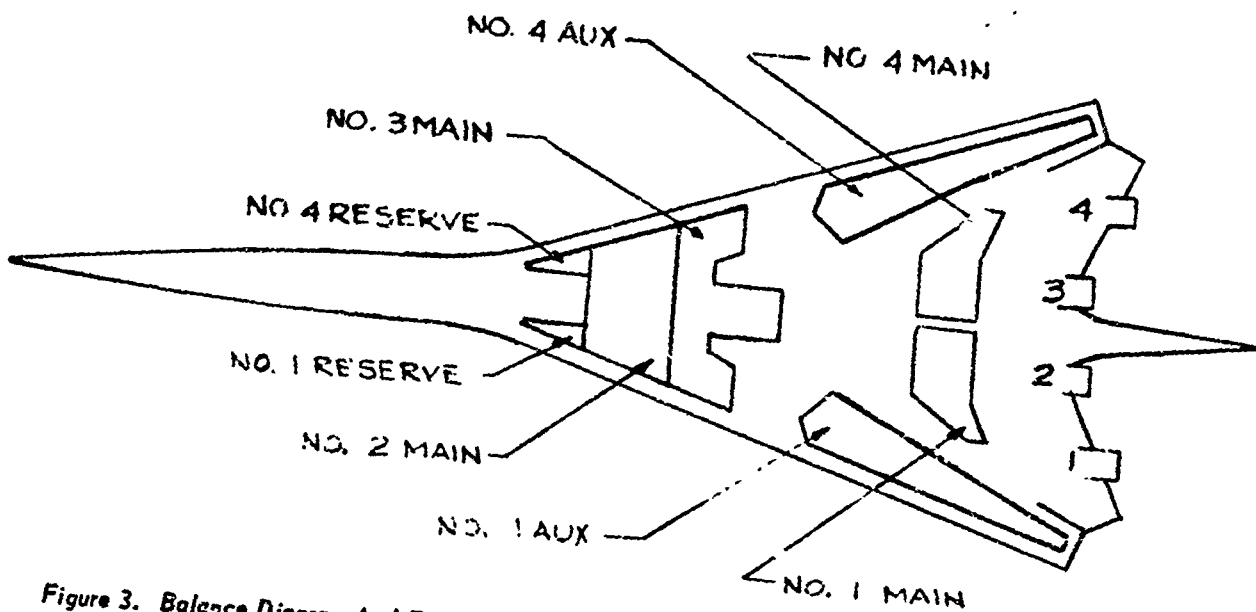 NO. 4 AUX
NO 4 MAIN
NO. 3 MAIN
NO 4 RESERVE
4
3
NO. 1 RESERVE
2
NO. 2 MAIN
1
NO. 1 AUX
NO. 1 MAIN
Figure 3. Balance